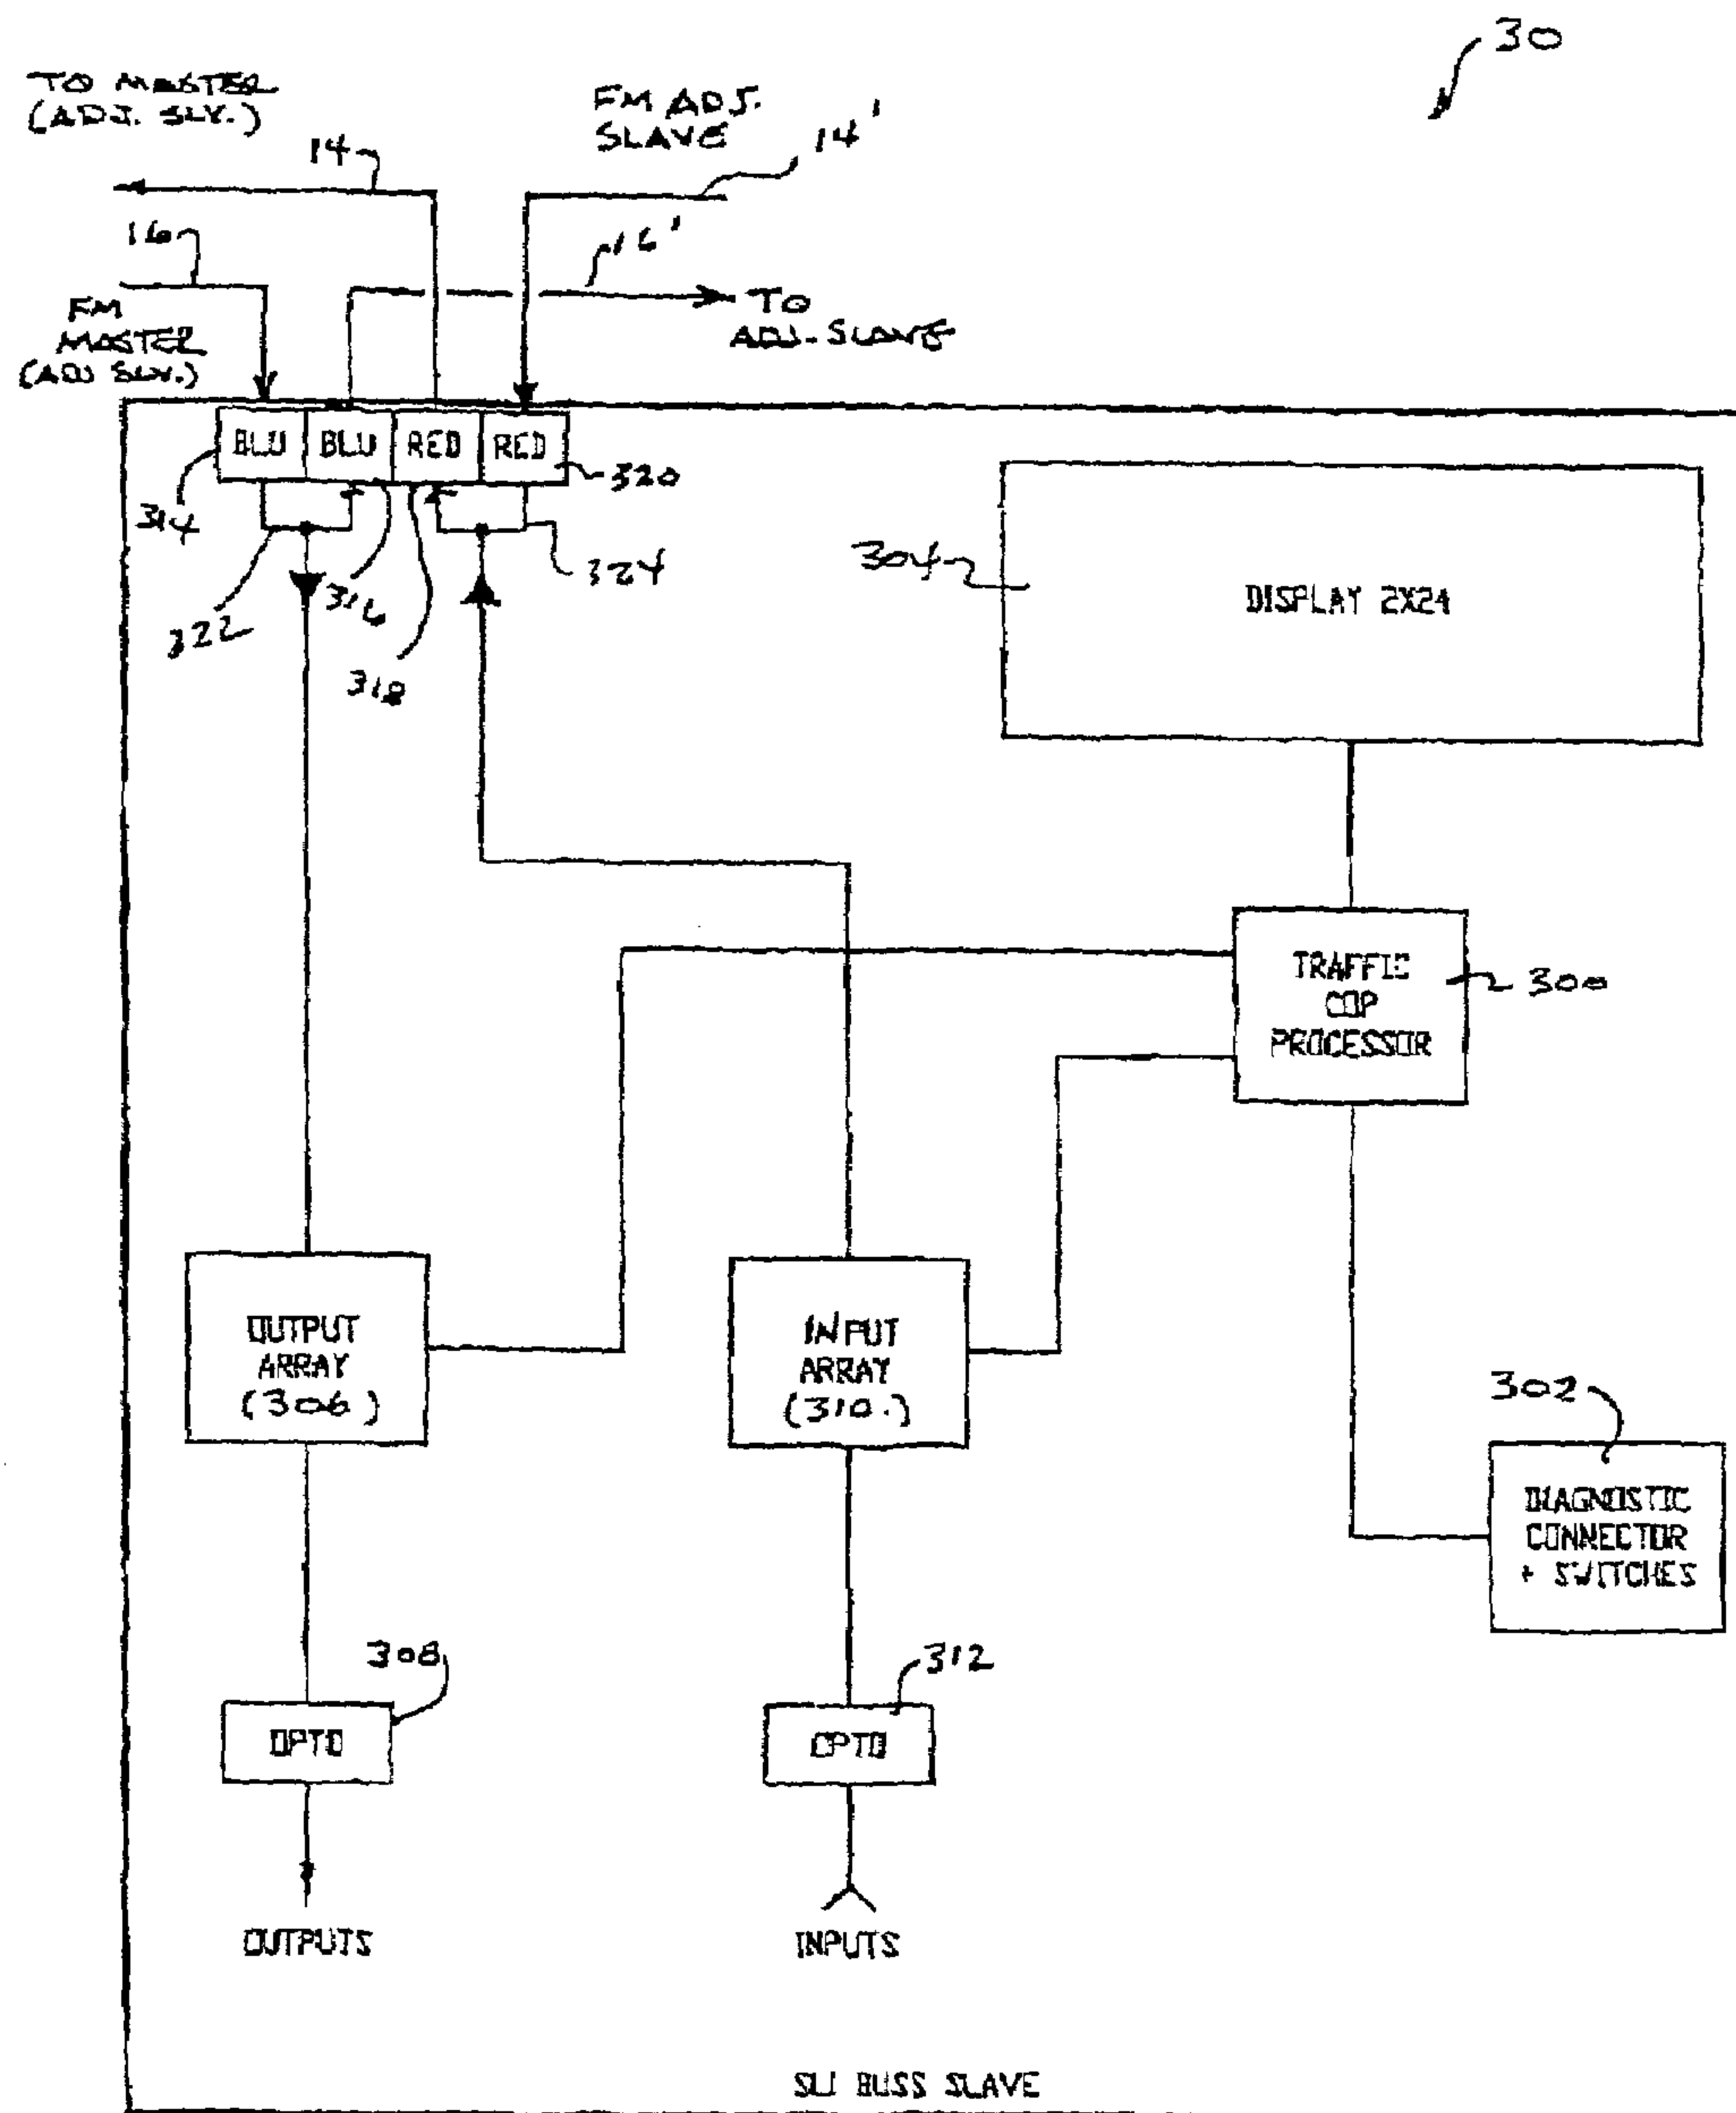 30
TO MASTER
(ADJ. SLV.)
FM ADJ.
SLAVE
14'
14
16
16'
FM
MASTER
(ADJ SLV.)
TO
ADJ. SLAVE
BLU BLU RED RED
314
320
322
316
318
324
304
DISPLAY 2X24
TRAFFIC
COP
PROCESSOR
300
OUTPUT
ARRAY
(306)
INPUT
ARRAY
(310.)
302
DIAGNOSTIC
CONNECTOR
+ SWITCHES
308
OPTO
312
OPTO
OUTPUTS
INPUTS
SLI BUSS SLAVE